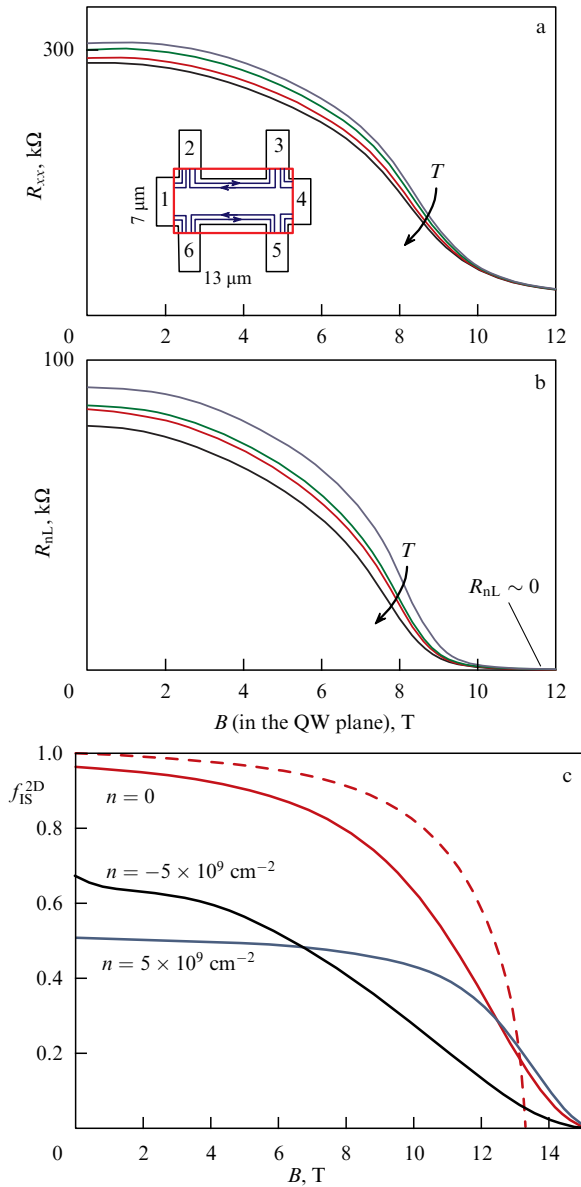 a
300
R_xx, kΩ
2 3
1 4
7 μm
6 5
13 μm
T
0 2 4 6 8 10 12
100
b
R_nL, kΩ
T
R_nL ∼ 0
0 2 4 6 8 10 12
B (in the QW plane), T
1.0
c
f_IS^2D
n = 0
0.8
n = −5 × 10^9 cm^−2
0.6
n = 5 × 10^9 cm^−2
0.4
0.2
0 2 4 6 8 10 12 14
B, T